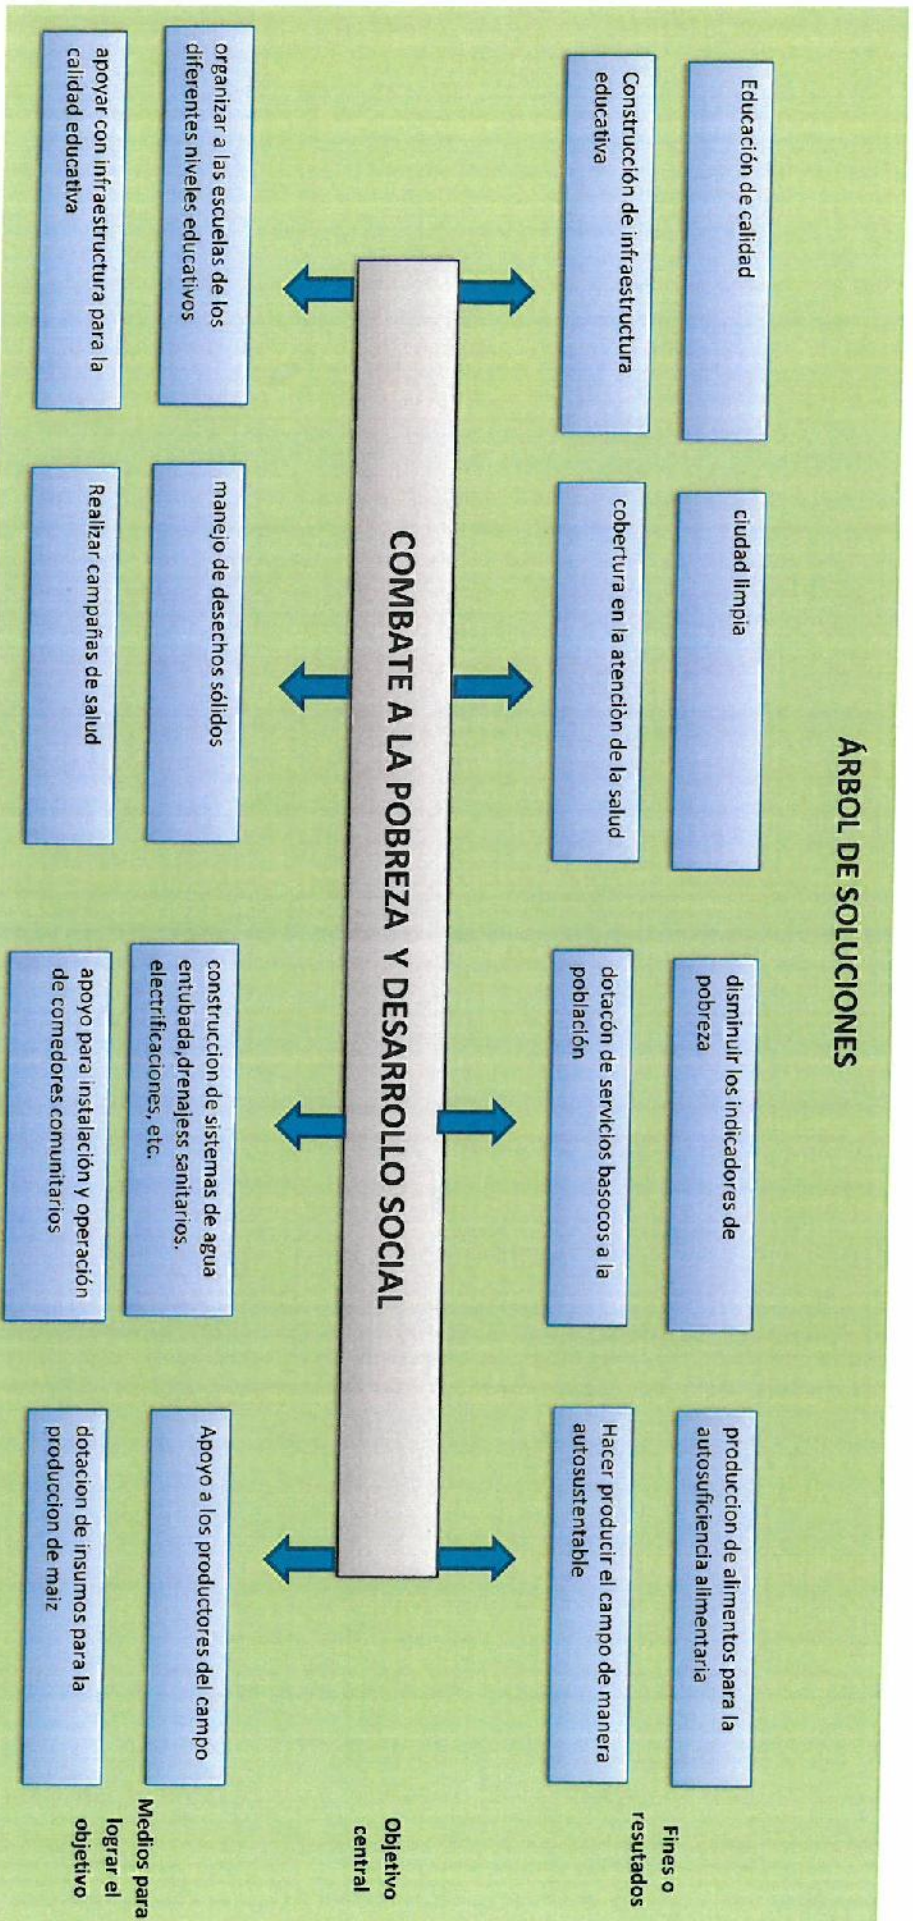 ÁRBOL DE SOLUCIONES
Educación de calidad
ciudad limpia
disminuir los indicadores de
pobreza
produccion de alimentos para la
autosuficiencia alimentaria
Fines o
resutados
Construcción de infraestructura
educativa
cobertura en la atenciòn de la salud
dotacón de servicios basocos a la
población
Hacer producir el campo de manera
autosustentable
COMBATE A LA POBREZA Y DESARROLLO SOCIAL
Objetivo
central
organizar a las escuelas de los
diferentes niveles educativos
manejo de desechos sólidos
construccion de sistemas de agua
entubada,drenajess sanitarios.
electrificaciones, etc.
Apoyo a los productores del campo
Medios para
lograr el
objetivo
apoyar con infraestructura para la
calidad educativa
Realizar campañas de salud
apoyo para instalación y operación
de comedores comunitarios
dotacion de insumos para la
produccion de maiz